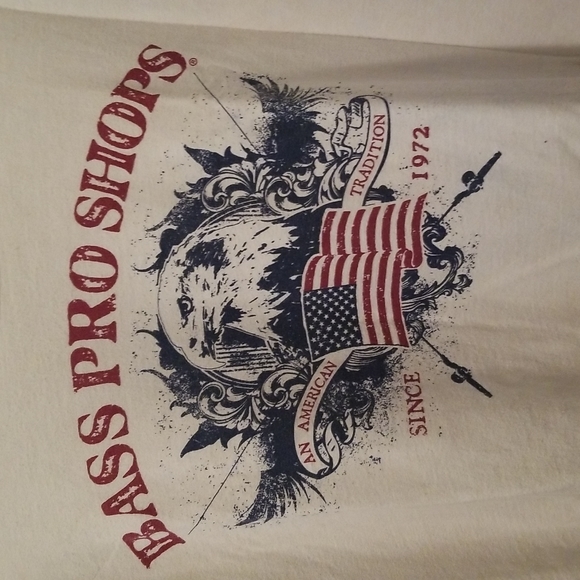 BASS PRO SHOPS®
AN AMERICAN TRADITION
SINCE 1972